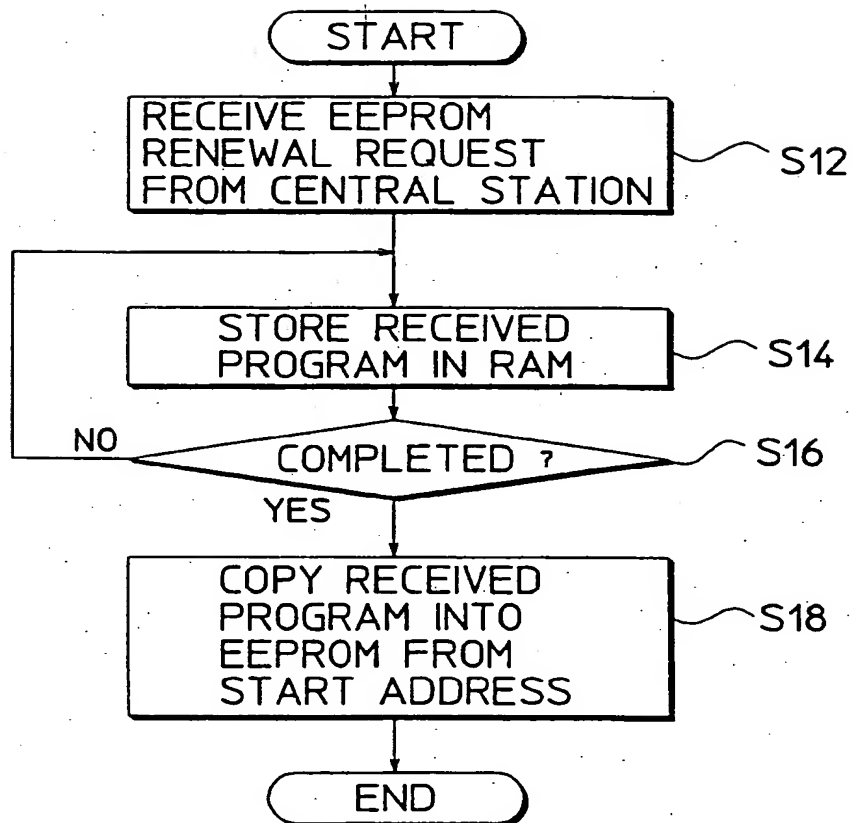 START
RECEIVE EEPROM
RENEWAL REQUEST
FROM CENTRAL STATION
S12
STORE RECEIVED
PROGRAM IN RAM
S14
NO
COMPLETED ?
S16
YES
COPY RECEIVED
PROGRAM INTO
EEPROM FROM
START ADDRESS
S18
END